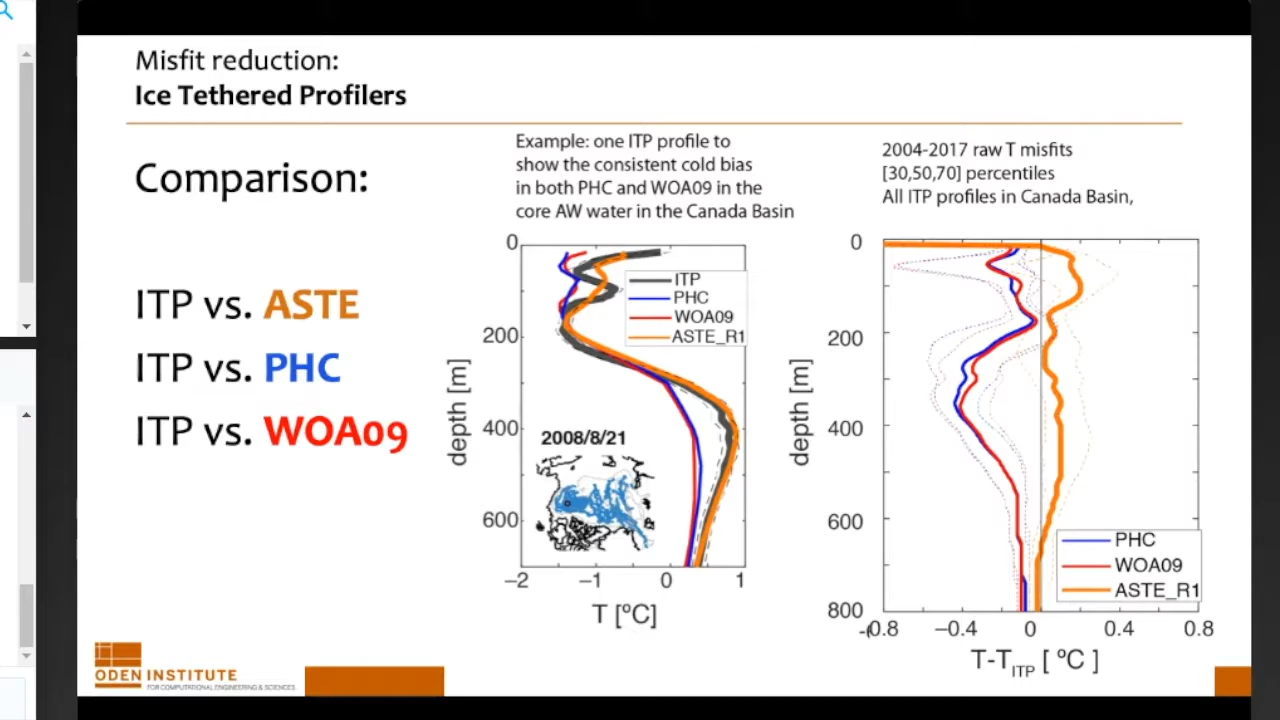 Misfit reduction:
Ice Tethered Profilers
Comparison:
ITP vs. ASTE
ITP vs. PHC
ITP vs. WOA09
Example: one ITP profile to
show the consistent cold bias
in both PHC and WOA09 in the
core AW water in the Canada Basin
0
200
400
600
depth [m]
ITP
PHC
WOA09
ASTE_R1
2008/8/21
−2 −1 0 1
T [ºC]
2004-2017 raw T misfits
[30,50,70] percentiles
All ITP profiles in Canada Basin,
0
200
400
600
800
depth [m]
PHC
WOA09
ASTE_R1
-0.8 −0.4 0 0.4 0.8
T-TITP [ ºC ]
ODEN INSTITUTE
FOR COMPUTATIONAL ENGINEERING & SCIENCES